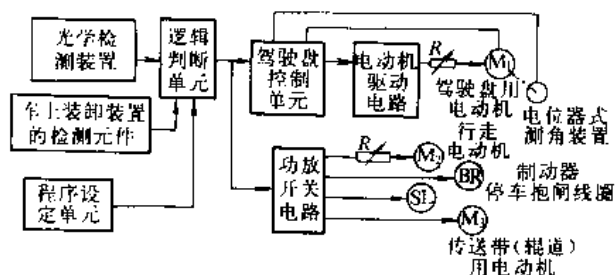 光学检
测装置
逻辑
判断
单元
驾驶盘
控制
单元
电动机
驱动
电路
R
M₁
驾驶盘用
电动机
行走
电动机
电位器式
测角装置
车上装卸装置
的检测元件
程序设
定单元
功放
开关
电路
R
M₂
BR
制动器
停车抱闸线圈
SL
M₃
传送带(辊道)
用电动机